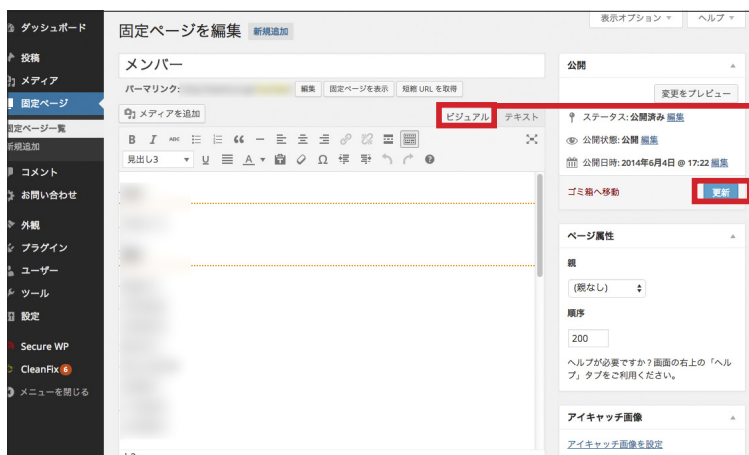 ダッシュボード
投稿
メディア
固定ページ
固定ページ一覧
新規追加
コメント
お問い合わせ
外観
プラグイン
ユーザー
ツール
設定
Secure WP
CleanFix 6
メニューを閉じる
表示オプション ヘルプ
固定ページを編集 新規追加
メンバー
パーマリンク: 編集 固定ページを表示 短縮 URL を取得
メディアを追加
ビジュアル テキスト
B I ABC
見出し3 U A Ω
公開
変更をプレビュー
ステータス: 公開済み 編集
公開状態: 公開 編集
公開日時: 2014年6月4日 @ 17:22 編集
ゴミ箱へ移動 更新
ページ属性
親
(親なし)
順序
200
ヘルプが必要ですか ? 画面の右上の「ヘル
プ」タブをご利用ください。
アイキャッチ画像
アイキャッチ画像を設定